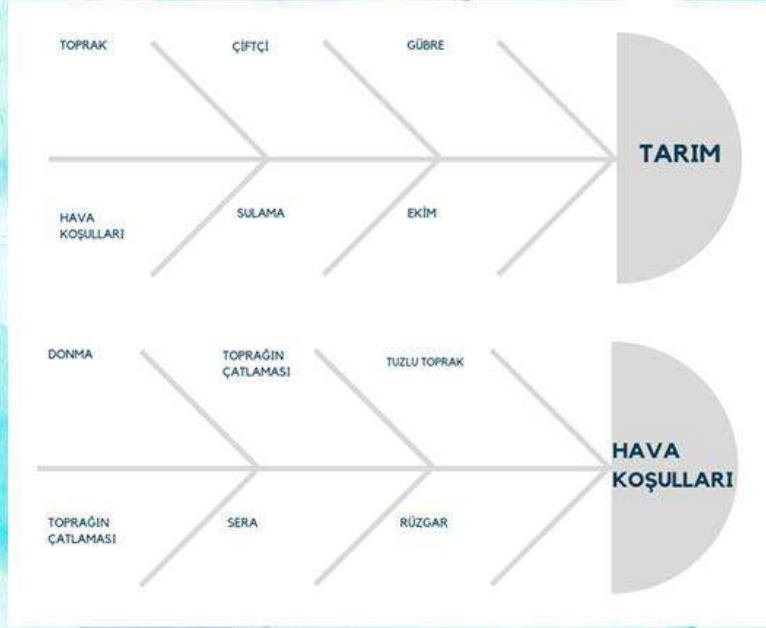 TOPRAK
ÇİFTÇİ
GÜBRE
TARIM
HAVA
KOŞULLARI
SULAMA
EKİM
DONMA
TOPRAĞIN
ÇATLAMASI
TUZLU TOPRAK
HAVA
KOŞULLARI
TOPRAĞIN
ÇATLAMASI
SERA
RÜZGAR